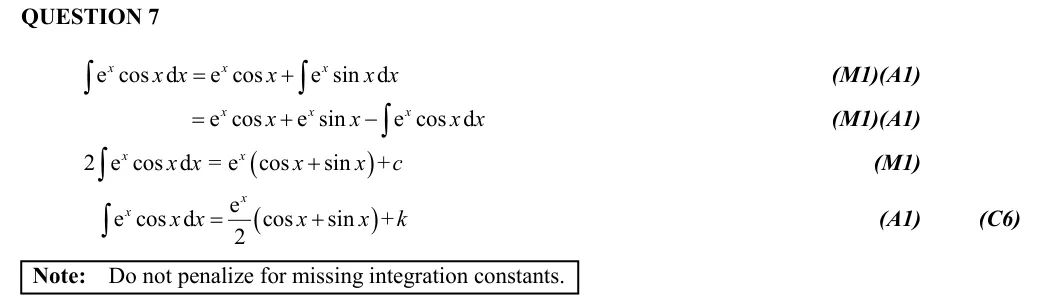 QUESTION 7
∫eˣ cos x dx = eˣ cos x + ∫eˣ sin x dx (M1)(A1)
= eˣ cos x + eˣ sin x − ∫eˣ cos x dx (M1)(A1)
2∫eˣ cos x dx = eˣ (cos x + sin x)+c (M1)
∫eˣ cos x dx = eˣ/2 (cos x + sin x)+k (A1) (C6)
Note: Do not penalize for missing integration constants.